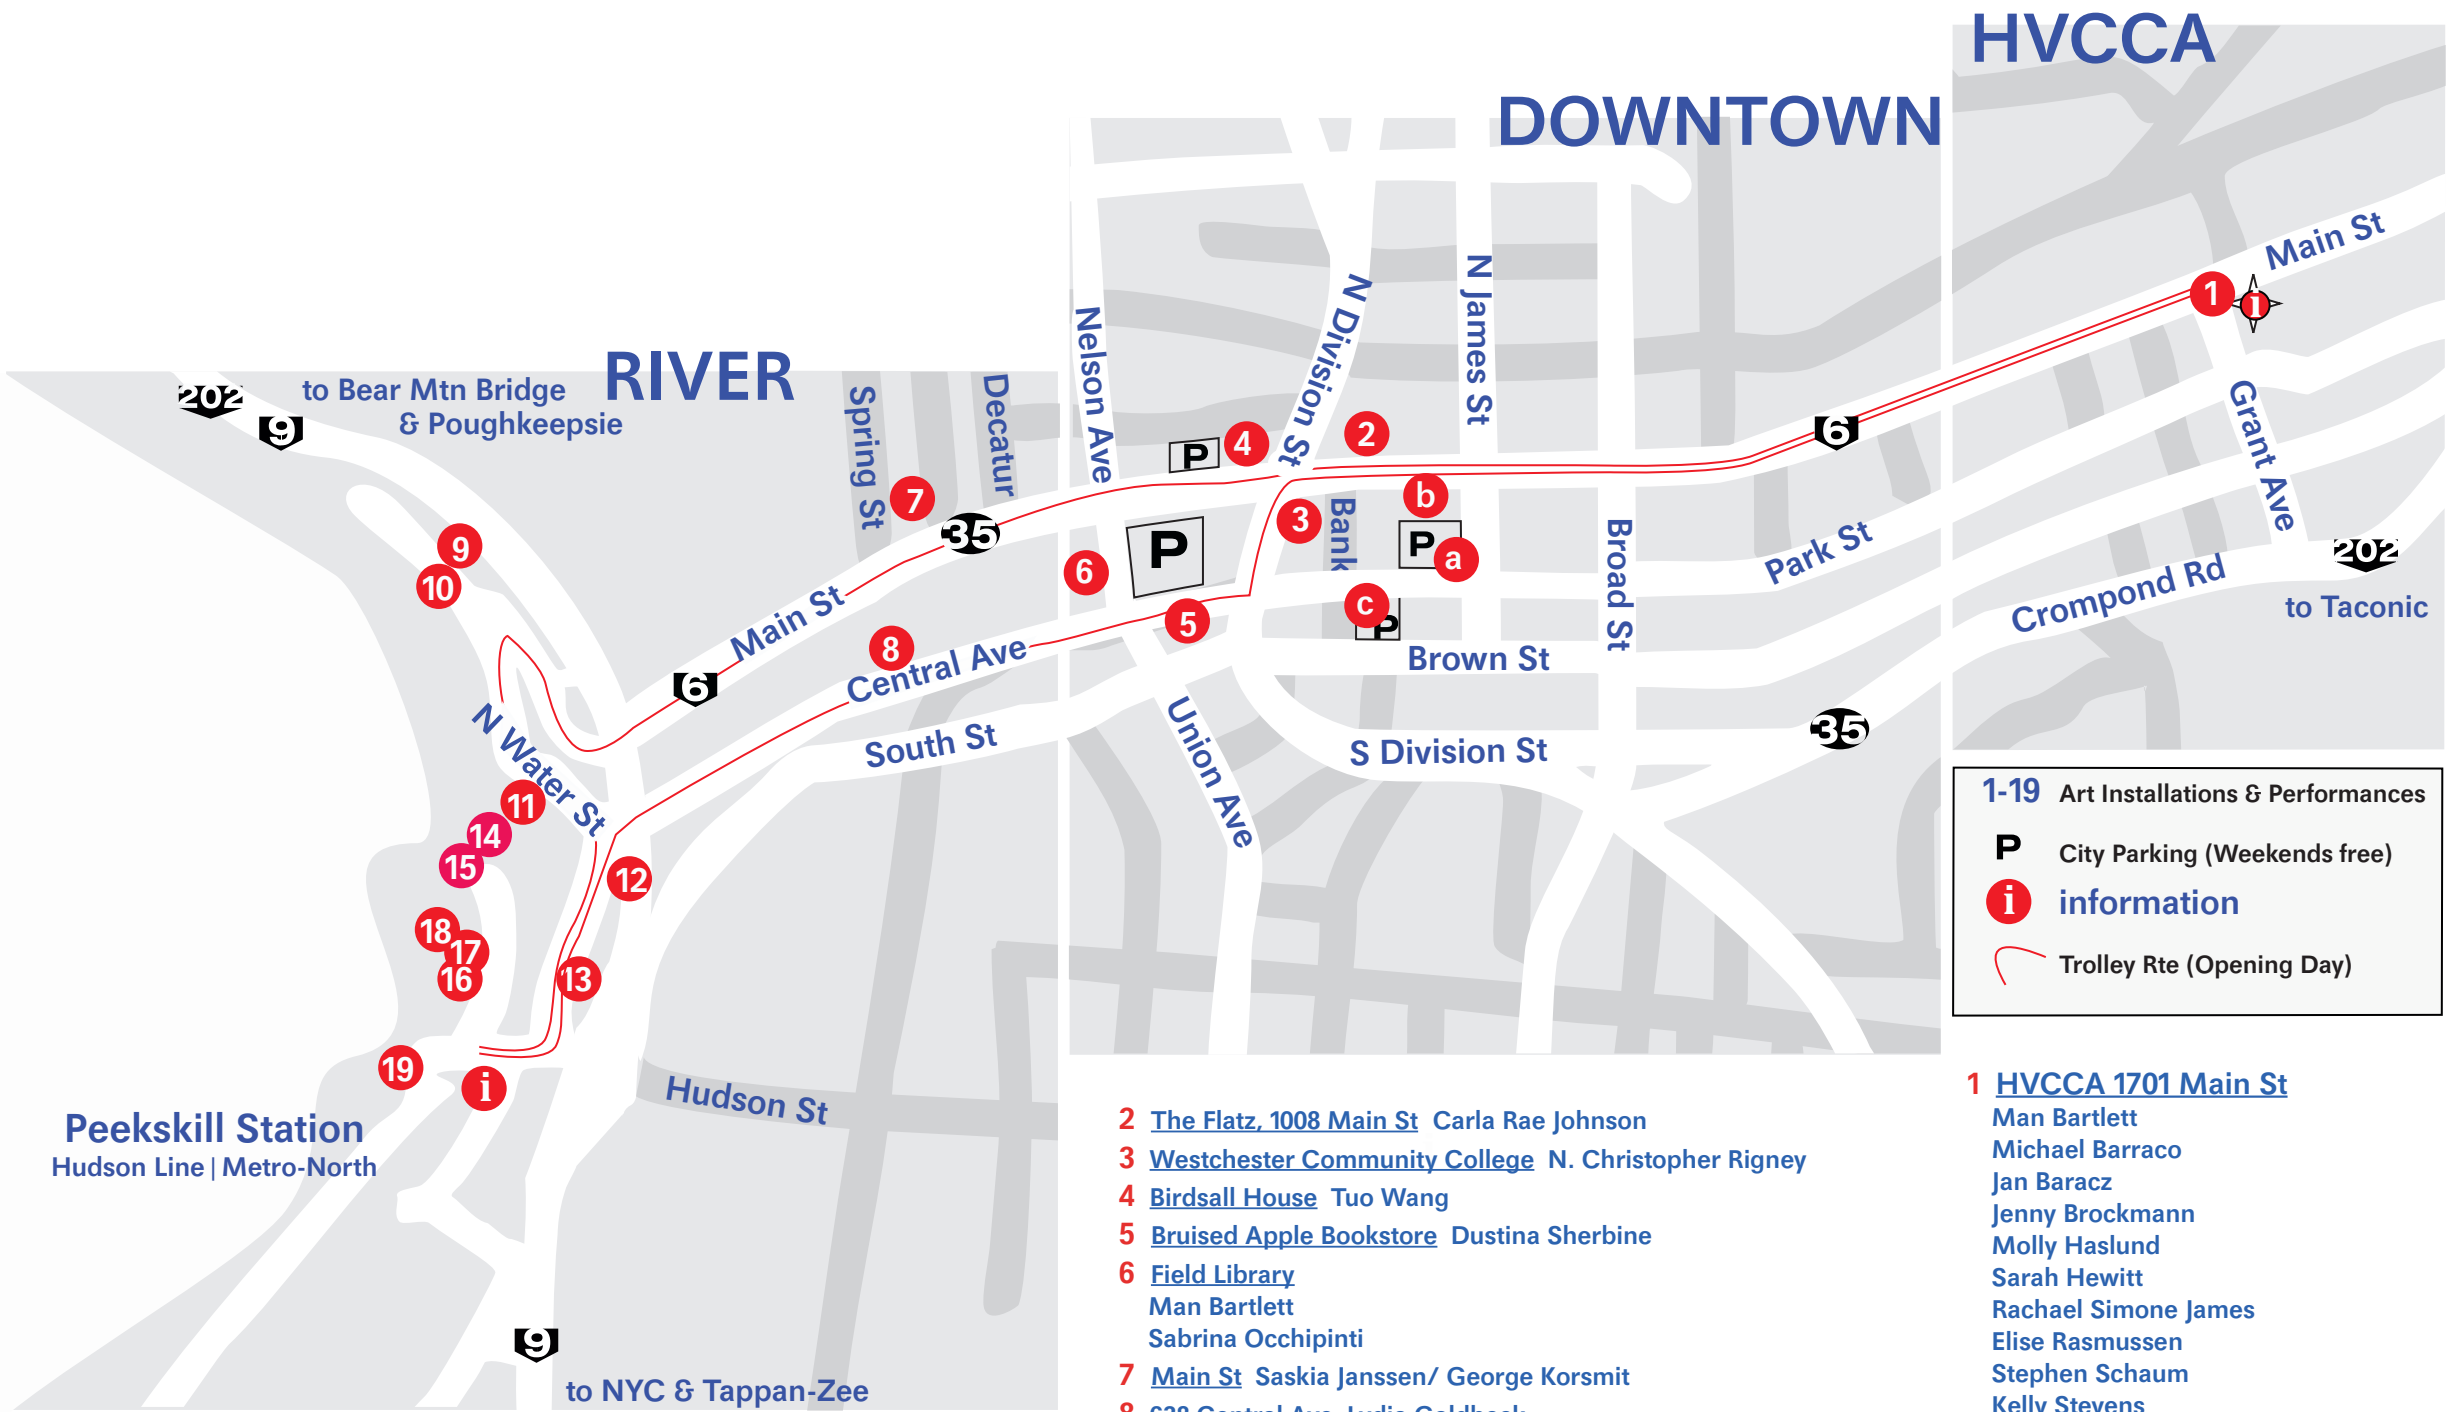 HVCCA
DOWNTOWN
RIVER
202
9
to Bear Mtn Bridge
& Poughkeepsie
Spring St
Decatur
Nelson Ave
N Division St
N James St
Main St
1
i
6
Grant Ave
4
P
2
7
35
3
b
Bank
P
a
P
6
5
c
P
Broad St
Park St
Crompond Rd
202
to Taconic
9
10
Main St
8
Central Ave
6
Brown St
South St
Union Ave
S Division St
35
N Water St
11
14
15
12
18
17
16
13
19
i
Hudson St
Peekskill Station
Hudson Line | Metro-North
9
to NYC & Tappan-Zee
1-19 Art Installations & Performances
P City Parking (Weekends free)
i information
Trolley Rte (Opening Day)
2 The Flatz, 1008 Main St Carla Rae Johnson
3 Westchester Community College N. Christopher Rigney
4 Birdsall House Tuo Wang
5 Bruised Apple Bookstore Dustina Sherbine
6 Field Library
Man Bartlett
Sabrina Occhipinti
7 Main St Saskia Janssen/ George Korsmit
8
1 HVCCA 1701 Main St
Man Bartlett
Michael Barraco
Jan Baracz
Jenny Brockmann
Molly Haslund
Sarah Hewitt
Rachael Simone James
Elise Rasmussen
Stephen Schaum
Kelly Stevens